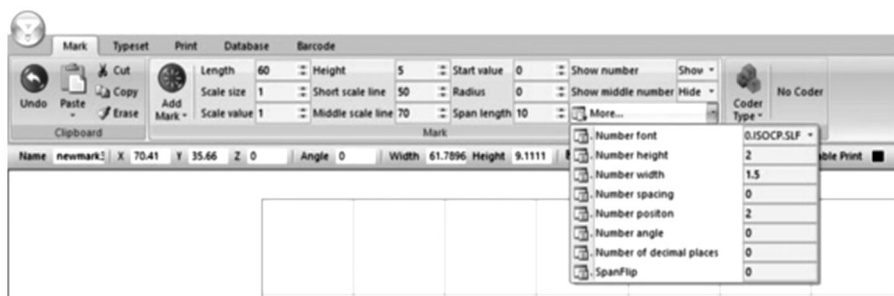 Mark Typeset Print Database Barcode
Undo Paste Cut Copy Erase
Clipboard
Add Mark
Length 60 Height 5 Start value 0 Show number Show
Scale size 1 Short scale line 50 Radius 0 Show middle number Hide
Scale value 1 Middle scale line 70 Span length 10 More...
Mark
Coder Type No Coder
Name newmark X 70.41 Y 35.66 Z 0 Angle 0 Width 61.7896 Height 9.1111 able Print
Number font 0.ISOCP.SLF
Number height 2
Number width 1.5
Number spacing 0
Number positon 2
Number angle 0
Number of decimal places 0
SpanFlip 0